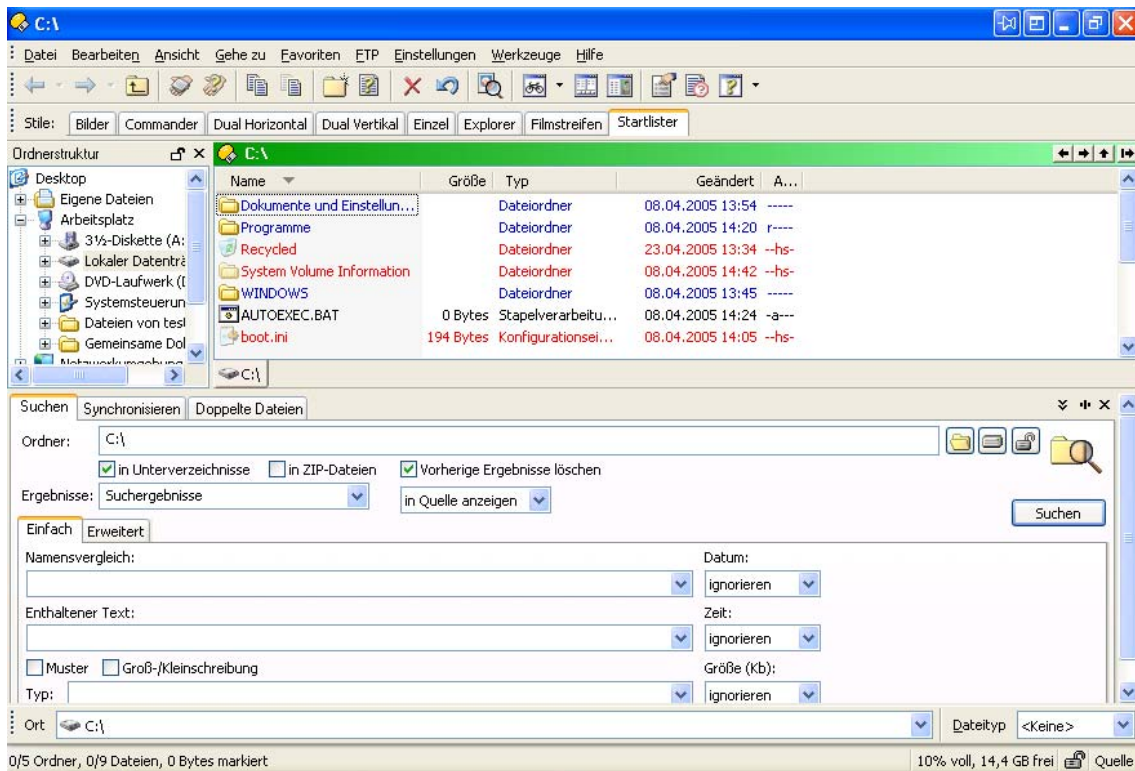 C:\
Datei Bearbeiten Ansicht Gehe zu Favoriten FTP Einstellungen Werkzeuge Hilfe
Stile: Bilder Commander Dual Horizontal Dual Vertikal Einzel Explorer Filmstreifen Startlister
Ordnerstruktur
C:\
Desktop
Eigene Dateien
Arbeitsplatz
3½-Diskette (A:
Lokaler Datenträ
DVD-Laufwerk (
Systemsteuerun
Dateien von test
Gemeinsame Dol
Netzwerkumgebung
Name Größe Typ Geändert A...
Dokumente und Einstellun... Dateiordner 08.04.2005 13:54 -----
Programme Dateiordner 08.04.2005 14:20 r----
Recycled Dateiordner 23.04.2005 13:34 --hs-
System Volume Information Dateiordner 08.04.2005 14:42 --hs-
WINDOWS Dateiordner 08.04.2005 13:45 -----
AUTOEXEC.BAT 0 Bytes Stapelverarbeitu... 08.04.2005 14:24 -a---
boot.ini 194 Bytes Konfigurationsei... 08.04.2005 14:05 --hs-
C:\
Suchen Synchronisieren Doppelte Dateien
Ordner: C:\
in Unterverzeichnisse in ZIP-Dateien Vorherige Ergebnisse löschen
Ergebnisse: Suchergebnisse in Quelle anzeigen
Suchen
Einfach Erweitert
Namensvergleich: Datum:
ignorieren
Enthaltener Text: Zeit:
ignorieren
Muster Groß-/Kleinschreibung Größe (Kb):
Typ: ignorieren
Ort C:\ Dateityp <Keine>
0/5 Ordner, 0/9 Dateien, 0 Bytes markiert 10% voll, 14,4 GB frei Quelle